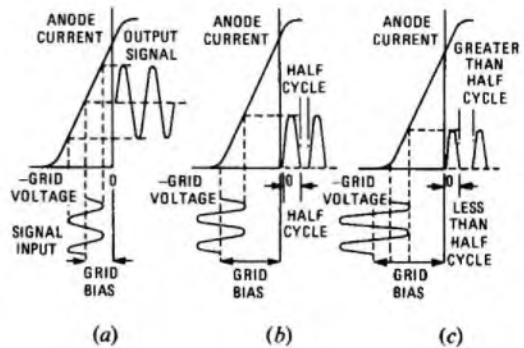 ANODE
CURRENT
OUTPUT
SIGNAL
0
–GRID
VOLTAGE
SIGNAL
INPUT
GRID
BIAS
(a)
ANODE
CURRENT
HALF
CYCLE
0
–GRID
VOLTAGE
HALF
CYCLE
GRID
BIAS
(b)
ANODE
CURRENT
GREATER
THAN
HALF
CYCLE
0
–GRID
VOLTAGE
LESS
THAN
HALF
CYCLE
GRID
BIAS
(c)